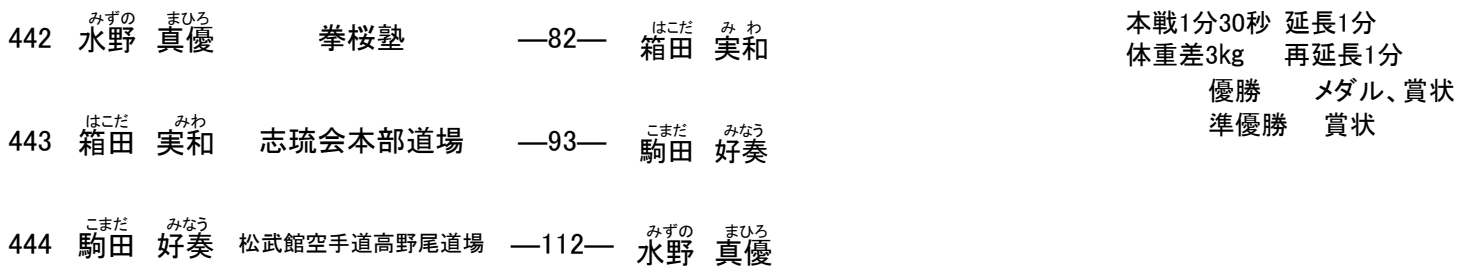 みずの まひろ はこだ みわ
442 水野 真優 拳桜塾 ―82― 箱田 実和
本戦1分30秒 延長1分
体重差3kg 再延長1分
優勝 メダル、賞状
準優勝 賞状
はこだ みわ こまだ みなう
443 箱田 実和 志琉会本部道場 ―93― 駒田 好奏
こまだ みなう みずの まひろ
444 駒田 好奏 松武館空手道高野尾道場 ―112― 水野 真優